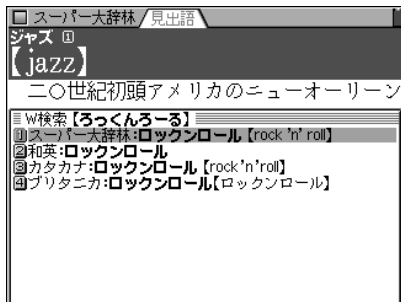 スーパー大辞林 見出語
ジャズ 1
【jazz】
二〇世紀初頭アメリカのニューオーリーン
W検索【ろっくんろーる】
1スーパー大辞林:ロックンロール【rock 'n' roll】
2和英:ロックンロール
3カタカナ:ロックンロール【rock'n'roll】
4ブリタニカ:ロックンロール【ロックンロール】